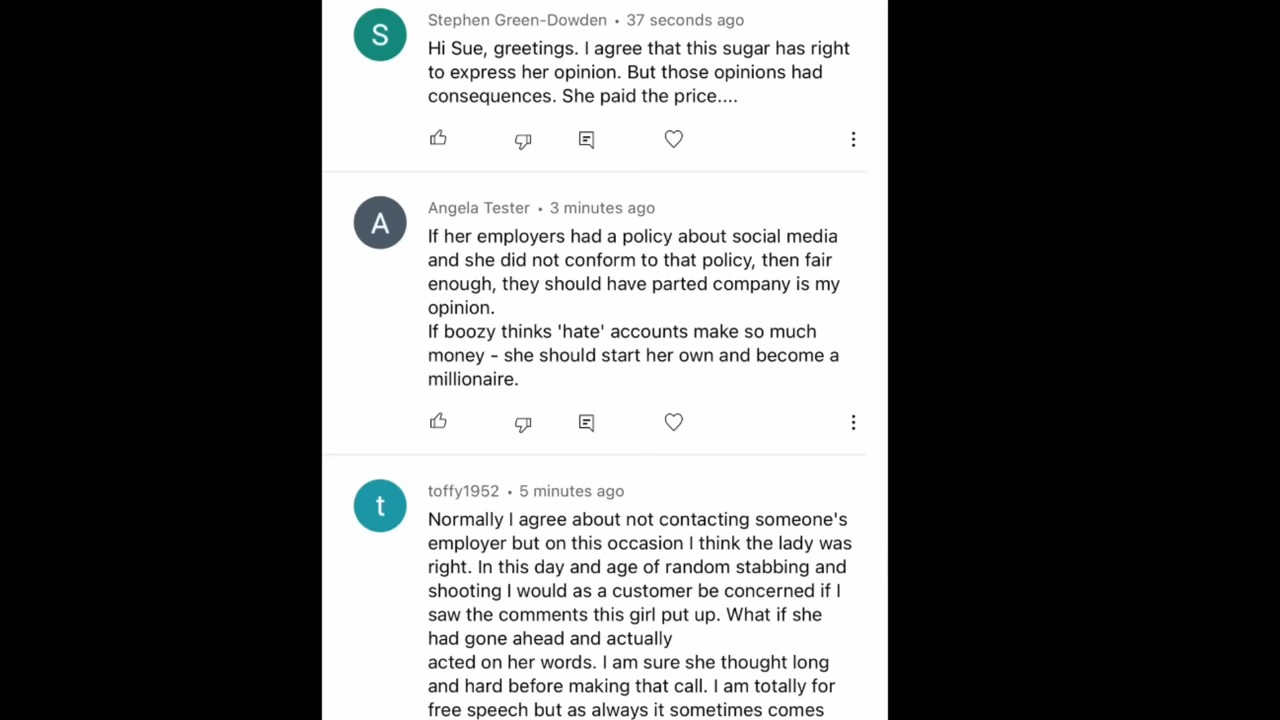 S
Stephen Green-Dowden • 37 seconds ago
Hi Sue, greetings. I agree that this sugar has right
to express her opinion. But those opinions had
consequences. She paid the price....
A
Angela Tester • 3 minutes ago
If her employers had a policy about social media
and she did not conform to that policy, then fair
enough, they should have parted company is my
opinion.
If boozy thinks 'hate' accounts make so much
money - she should start her own and become a
millionaire.
t
toffy1952 • 5 minutes ago
Normally I agree about not contacting someone's
employer but on this occasion I think the lady was
right. In this day and age of random stabbing and
shooting I would as a customer be concerned if I
saw the comments this girl put up. What if she
had gone ahead and actually
acted on her words. I am sure she thought long
and hard before making that call. I am totally for
free speech but as always it sometimes comes